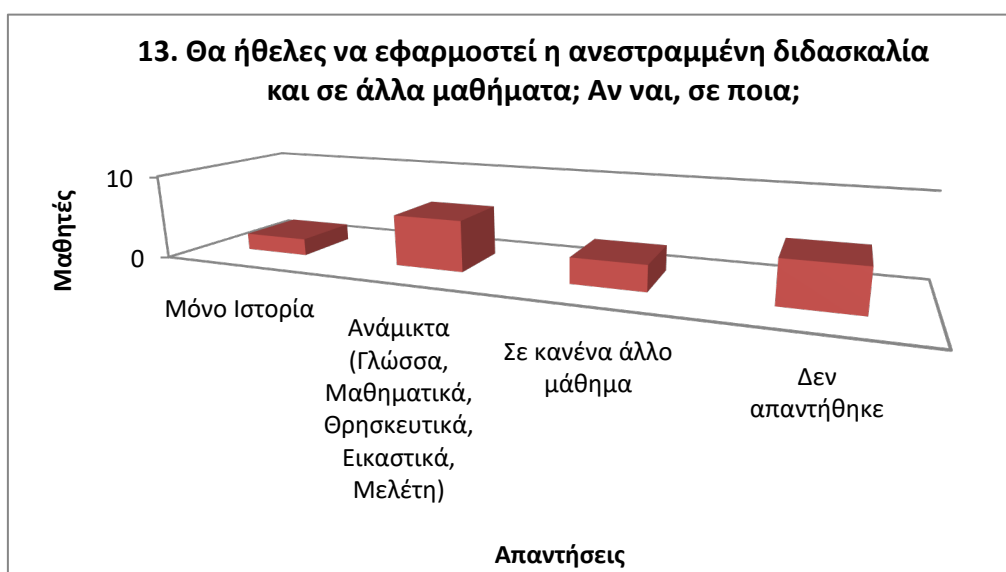 13. Θα ήθελες να εφαρμοστεί η ανεστραμμένη διδασκαλία
και σε άλλα μαθήματα; Αν ναι, σε ποια;
Μαθητές
10
0
Μόνο Ιστορία
Ανάμικτα
(Γλώσσα,
Μαθηματικά,
Θρησκευτικά,
Εικαστικά,
Μελέτη)
Σε κανένα άλλο
μάθημα
Δεν
απαντήθηκε
Απαντήσεις